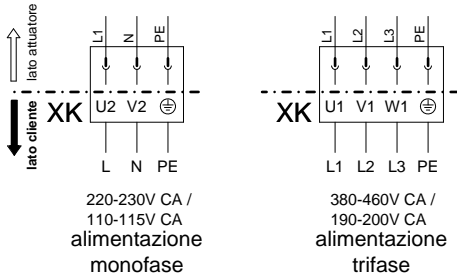 lato attuatore
lato cliente
L1 N PE
XK U2 V2
L N PE
220-230V CA /
110-115V CA
alimentazione
monofase
L1 L2 L3 PE
XK U1 V1 W1
L1 L2 L3 PE
380-460V CA /
190-200V CA
alimentazione
trifase